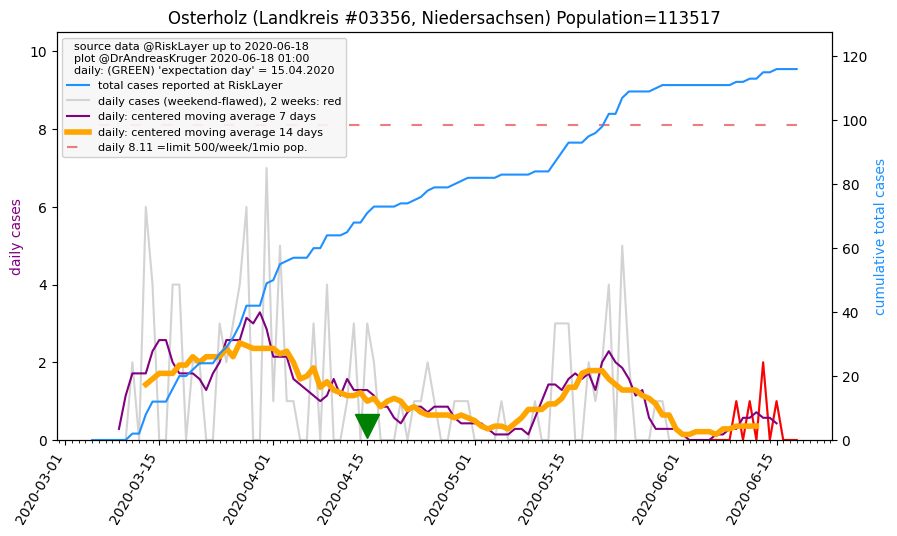 Osterholz (Landkreis #03356, Niedersachsen) Population=113517
source data @RiskLayer up to 2020-06-18
plot @DrAndreasKruger 2020-06-18 01:00
daily: (GREEN) 'expectation day' = 15.04.2020
total cases reported at RiskLayer
daily cases (weekend-flawed), 2 weeks: red
daily: centered moving average 7 days
daily: centered moving average 14 days
daily 8.11 =limit 500/week/1mio pop.
daily cases
10
8
6
4
2
0
120
100
80
60
40
20
0
cumulative total cases
2020-03-01
2020-03-15
2020-04-01
2020-04-15
2020-05-01
2020-05-15
2020-06-01
2020-06-15